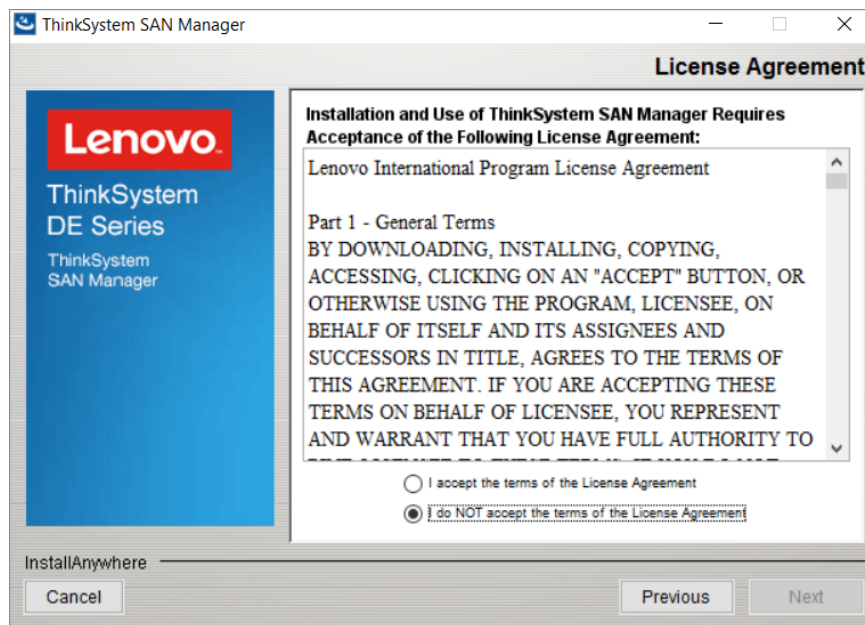 ThinkSystem SAN Manager
License Agreement
Lenovo
ThinkSystem
DE Series
ThinkSystem
SAN Manager
Installation and Use of ThinkSystem SAN Manager Requires
Acceptance of the Following License Agreement:
Lenovo International Program License Agreement
Part 1 - General Terms
BY DOWNLOADING, INSTALLING, COPYING,
ACCESSING, CLICKING ON AN "ACCEPT" BUTTON, OR
OTHERWISE USING THE PROGRAM, LICENSEE, ON
BEHALF OF ITSELF AND ITS ASSIGNEES AND
SUCCESSORS IN TITLE, AGREES TO THE TERMS OF
THIS AGREEMENT. IF YOU ARE ACCEPTING THESE
TERMS ON BEHALF OF LICENSEE, YOU REPRESENT
AND WARRANT THAT YOU HAVE FULL AUTHORITY TO
I accept the terms of the License Agreement
I do NOT accept the terms of the License Agreement
InstallAnywhere
Cancel
Previous
Next